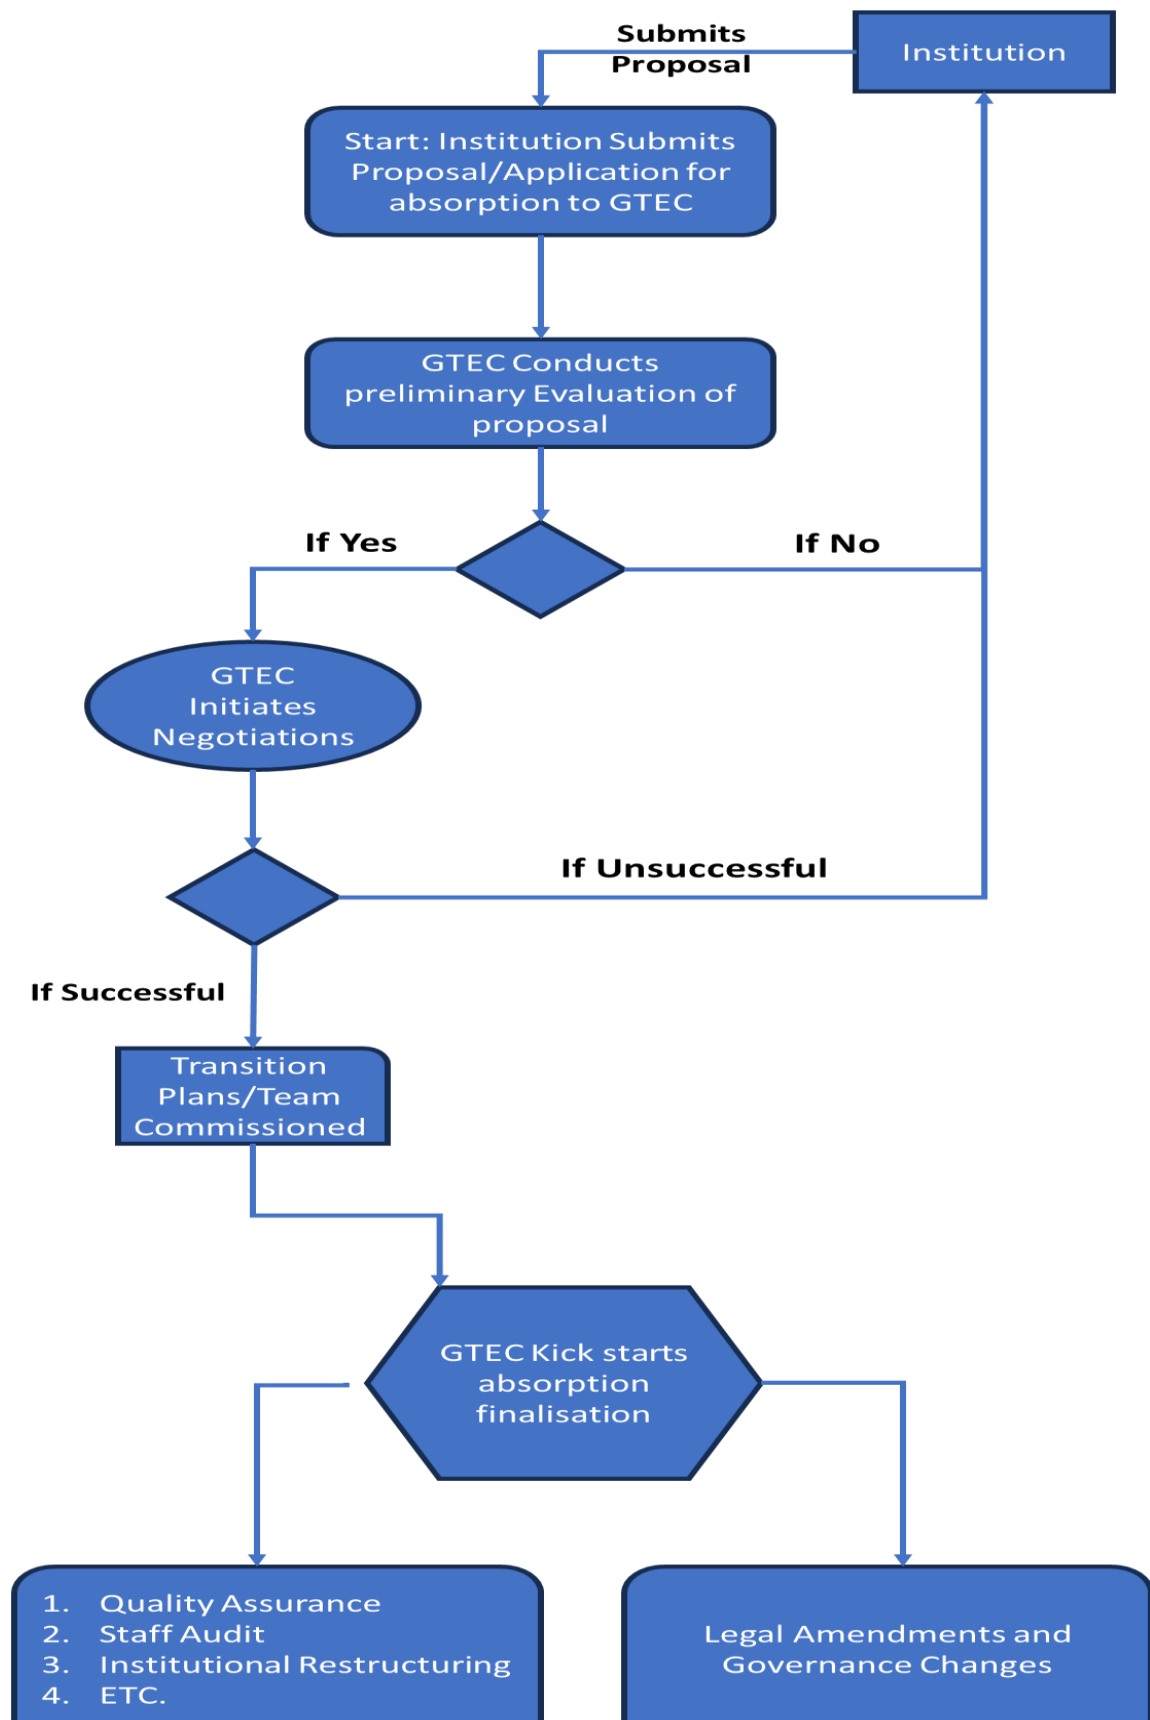 Submits
Proposal
Institution
Start: Institution Submits
Proposal/Application for
absorption to GTEC
GTEC Conducts
preliminary Evaluation of
proposal
If Yes
If No
GTEC
Initiates
Negotiations
If Unsuccessful
If Successful
Transition
Plans/Team
Commissioned
GTEC Kick starts
absorption
finalisation
1. Quality Assurance
2. Staff Audit
3. Institutional Restructuring
4. ETC.
Legal Amendments and
Governance Changes